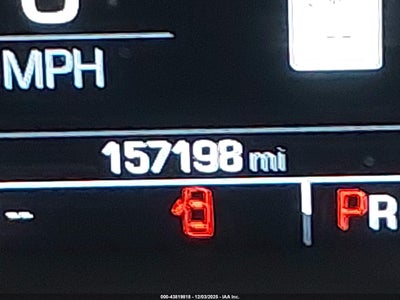 MPH
157198 mi
--
PR
000-43819818 - 12/03/2025 - IAA Inc.